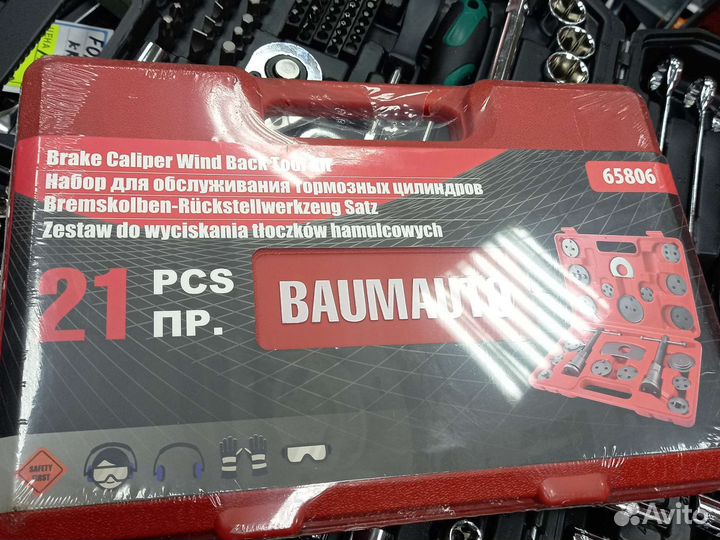 Brake Caliper Wind Back Tool Kit
Набор для обслуживания тормозных цилиндров
Bremskolben-Rückstellwerkzeug Satz
Zestaw do wyciskania tłoczków hamulcowych
65806
21 PCS
ПР.
BAUMAUTO
SAFETY
FIRST
Avito